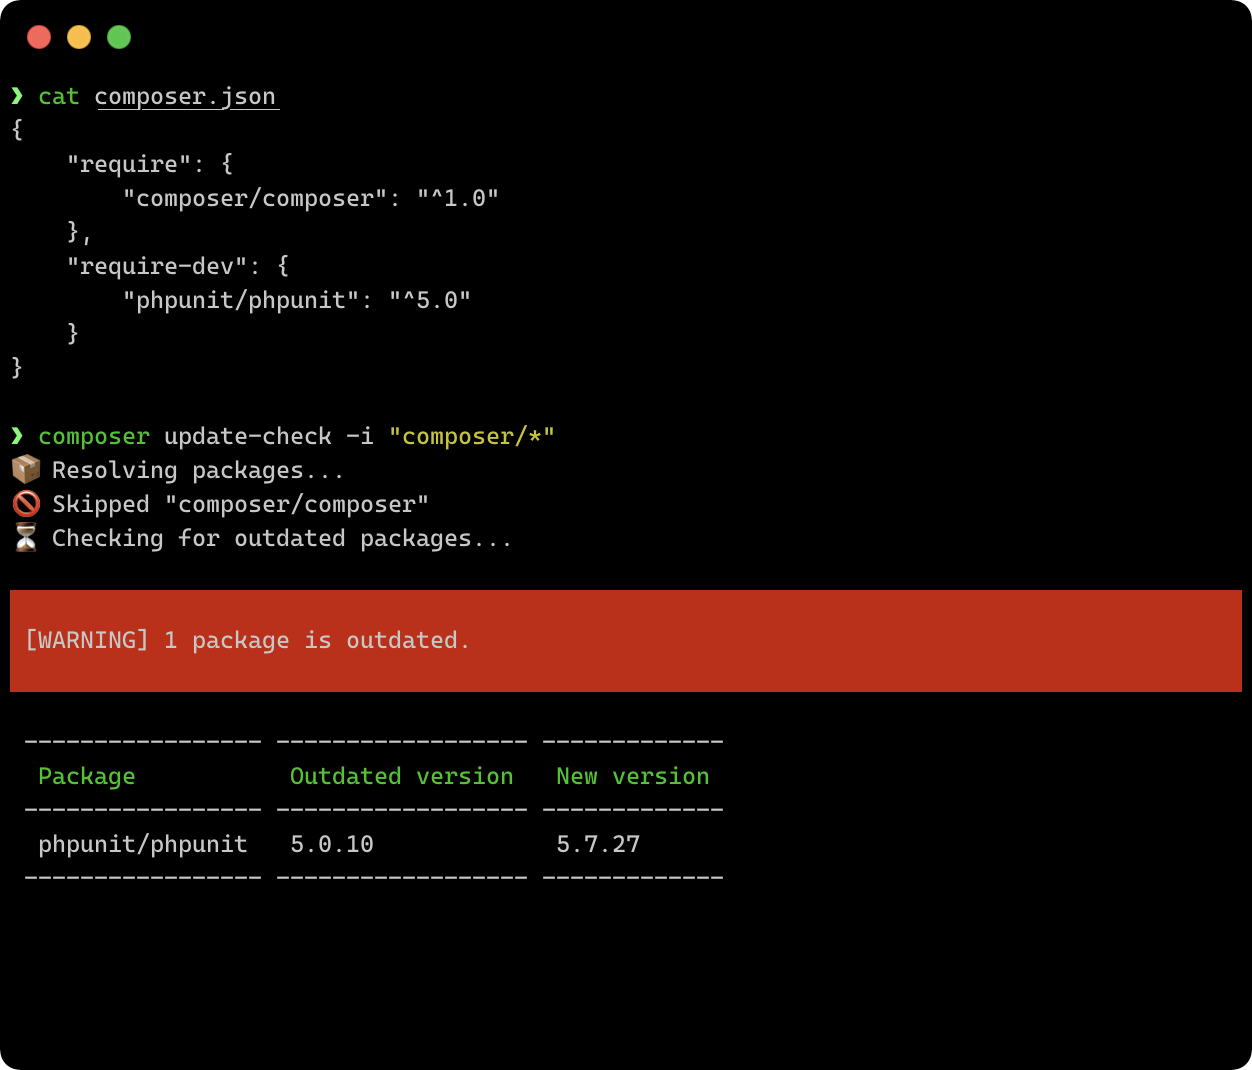 ❯ cat composer.json
{
    "require": {
        "composer/composer": "^1.0"
    },
    "require-dev": {
        "phpunit/phpunit": "^5.0"
    }
}
❯ composer update-check -i "composer/*"
📦 Resolving packages...
🚫 Skipped "composer/composer"
⏳ Checking for outdated packages...
[WARNING] 1 package is outdated.
----------------- ------------------ -------------
Package Outdated version New version
----------------- ------------------ -------------
phpunit/phpunit 5.0.10 5.7.27
----------------- ------------------ -------------